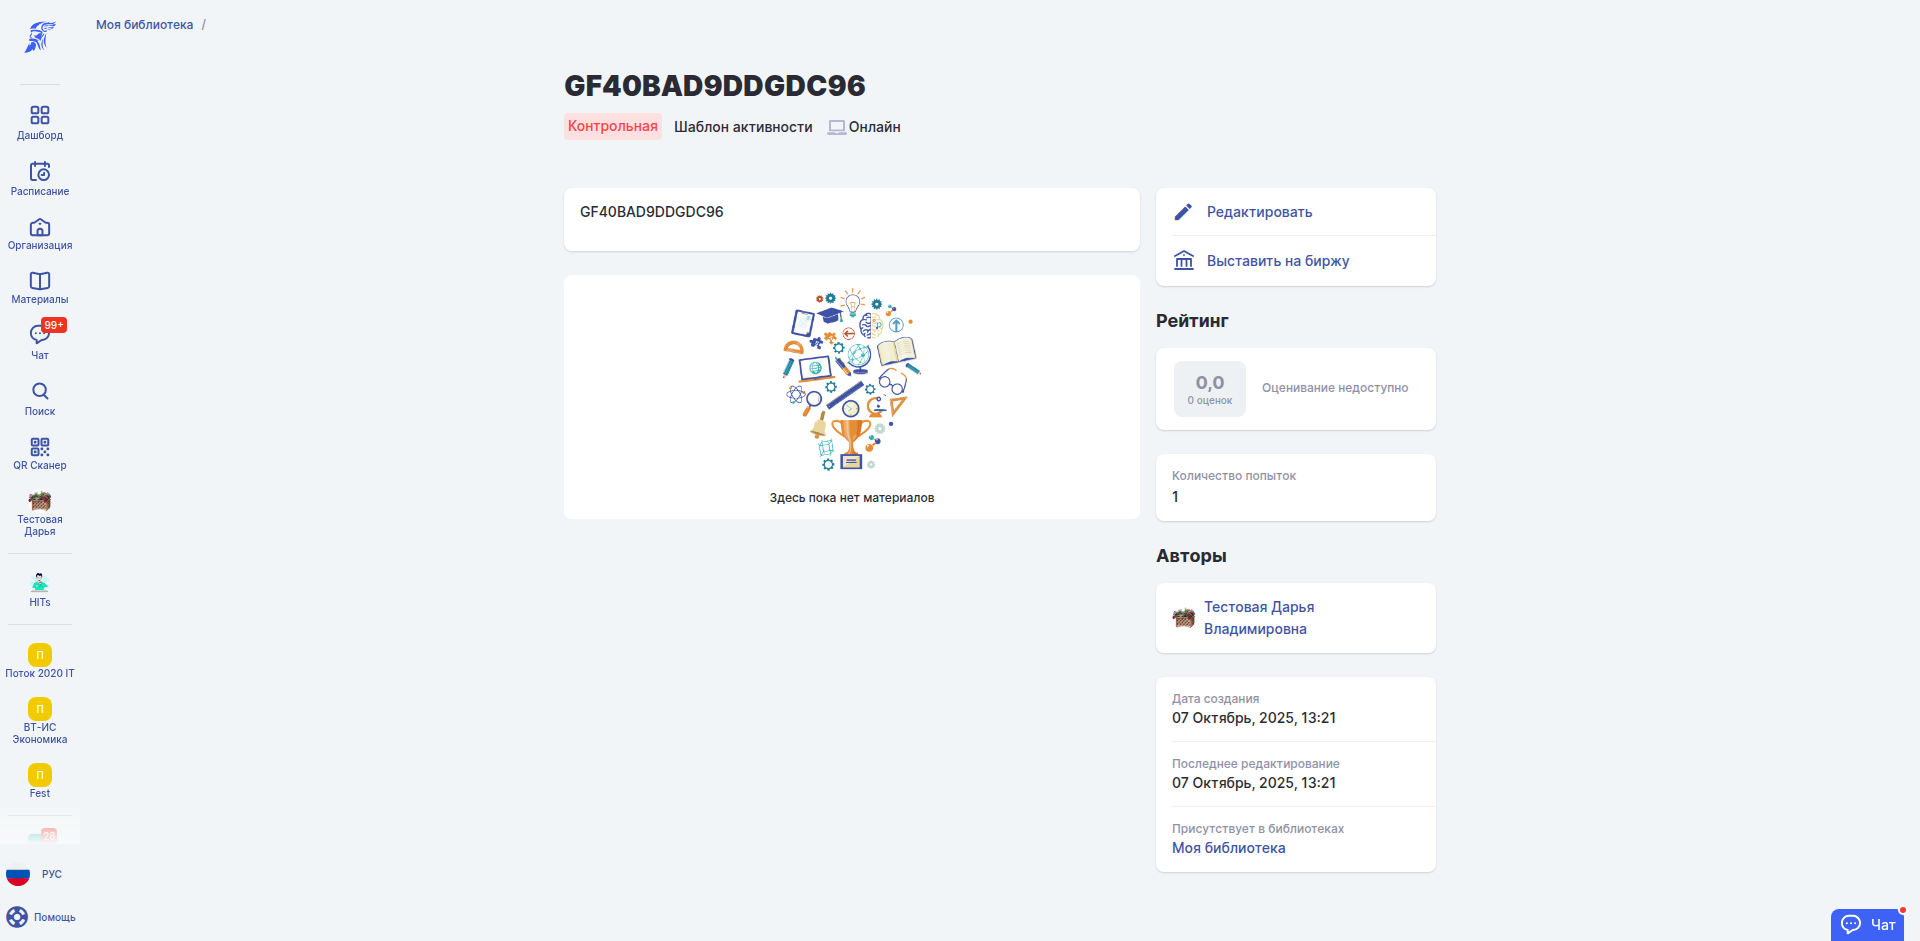 Моя библиотека /
GF40BAD9DDGDC96
Контрольная Шаблон активности Онлайн
Дашборд
Расписание
Организация
Материалы
99+
Чат
Поиск
QR Сканер
Тестовая
Дарья
HITs
П
Поток 2020 IT
П
ВТ-ИС
Экономика
П
Fest
28
РУС
Помощь
GF40BAD9DDGDC96
Здесь пока нет материалов
Редактировать
Выставить на биржу
Рейтинг
0,0
0 оценок
Оценивание недоступно
Количество попыток
1
Авторы
Тестовая Дарья
Владимировна
Дата создания
07 Октябрь, 2025, 13:21
Последнее редактирование
07 Октябрь, 2025, 13:21
Присутствует в библиотеках
Моя библиотека
Чат